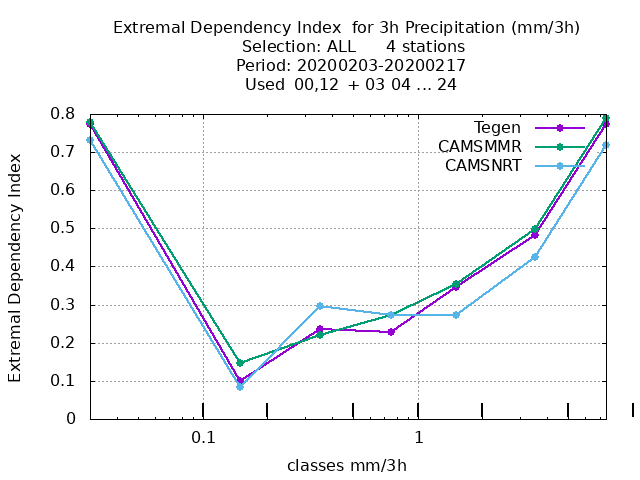 Extremal Dependency Index  for 3h Precipitation (mm/3h)
Selection: ALL      4 stations
Period: 20200203-20200217
Used  00,12  + 03 04 ... 24
Tegen
CAMSMMR
CAMSNRT
Extremal Dependency Index
0.8
0.7
0.6
0.5
0.4
0.3
0.2
0.1
0
0.1
1
classes mm/3h